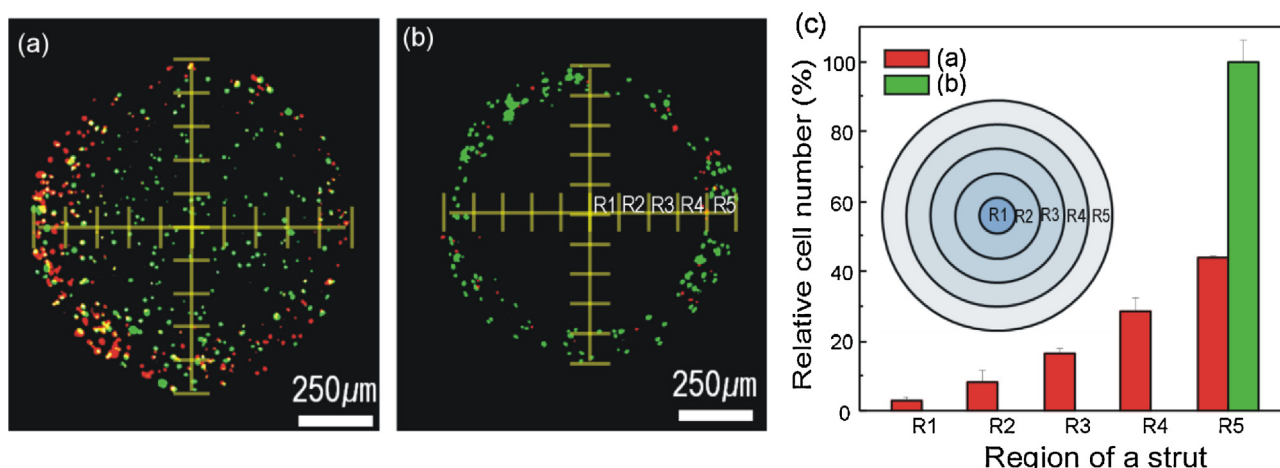 (a)
250μm
(b)
R1 R2 R3 R4 R5
250μm
(c)
Relative cell number (%)
100
80
60
40
20
0
(a)
(b)
R1 R2 R3 R4 R5
R1 R2 R3 R4 R5
Region of a strut